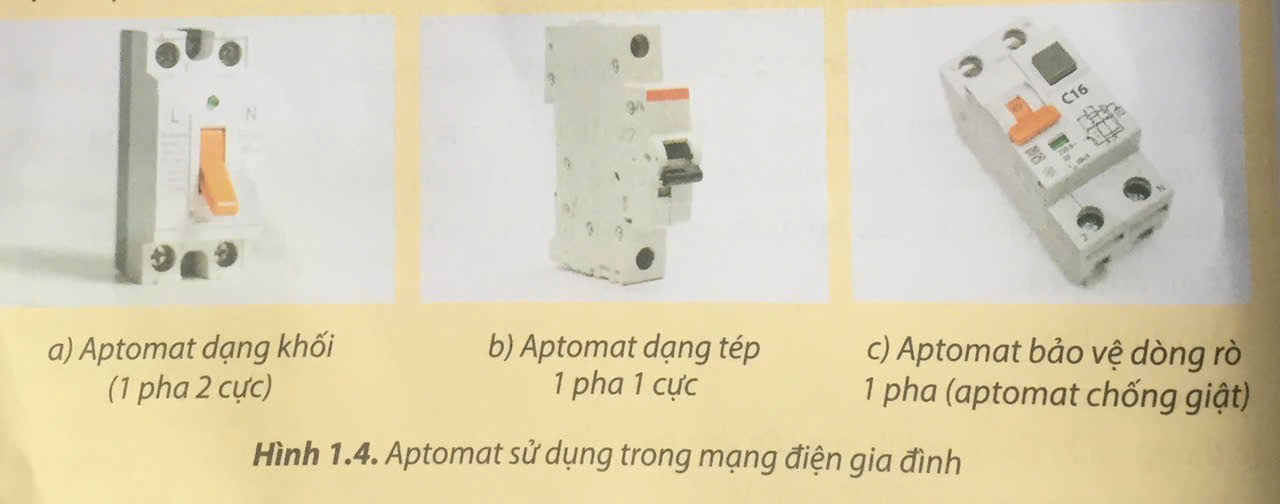 L N
C16
2 N
a) Aptomat dạng khối
(1 pha 2 cực)
b) Aptomat dạng tép
1 pha 1 cực
c) Aptomat bảo vệ dòng rò
1 pha (aptomat chống giật)
Hình 1.4. Aptomat sử dụng trong mạng điện gia đình